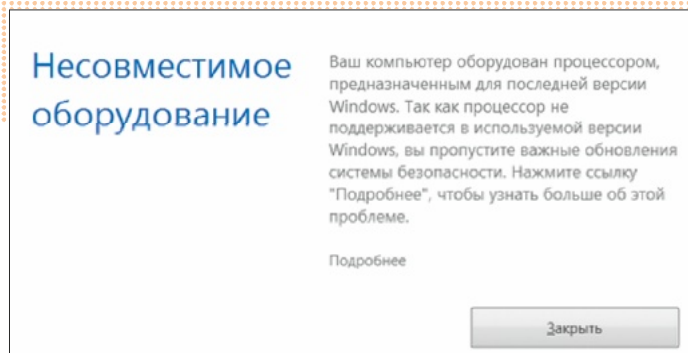 Несовместимое
оборудование
Ваш компьютер оборудован процессором,
предназначенным для последней версии
Windows. Так как процессор не
поддерживается в используемой версии
Windows, вы пропустите важные обновления
системы безопасности. Нажмите ссылку
"Подробнее", чтобы узнать больше об этой
проблеме.
Подробнее
Закрыть